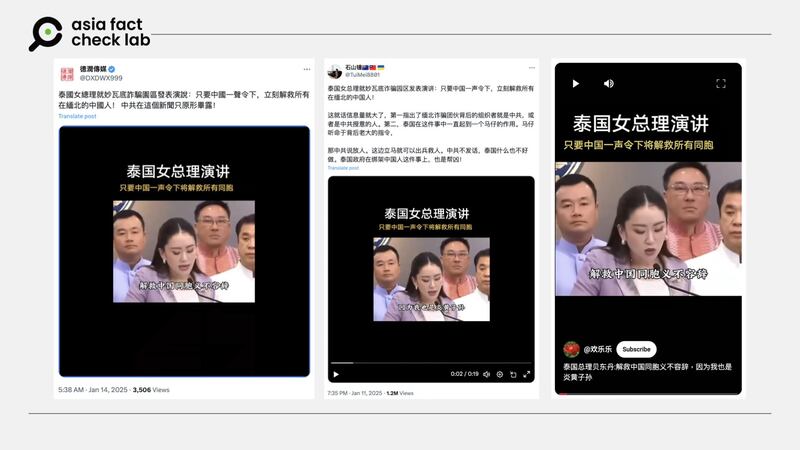 asia fact
check lab
德潤傳媒
@DXDWX999
泰國女總理就妙瓦底詐騙園區發表演說：只要中國一聲令下，立刻解救所有
在緬北的中國人！ 中共在這個新聞只原形畢露！
Translate post
泰国女总理演讲
只要中国一声令下将解救所有同胞
解救中国同胞义不容辞
5:38 AM · Jan 14, 2025 · 3,506 Views
石山镇
@TuiMei8801
泰国女总理就妙瓦底诈骗园区发表演讲：只要中国一声令下，立刻解救所有
在缅北的中国人！
这就话信息量就大了，第一指出了缅北诈骗团伙背后的组织者就是中共，或
者是中共授意的人。第二，泰国在这件事中一直起到一个马仔的作用，马仔
听命于背后老大的指令。
那中共说放人，这边立马就可以出兵救人，中共不发话，泰国什么也不好
做，泰国政府在绑架中国人这件事上，也是帮凶！
Translate post
泰国女总理演讲
只要中国一声令下将解救所有同胞
因为我也是炎黄子孙
0:02 / 0:19
7:35 PM · Jan 11, 2025 · 1.2M Views
泰国女总理演讲
只要中国一声令下将解救所有同胞
解救中国同胞义不容辞
@欢乐乐
Subscribe
泰国总理贝东丹:解救中国同胞义不容辞，因为我也是
炎黄子孙